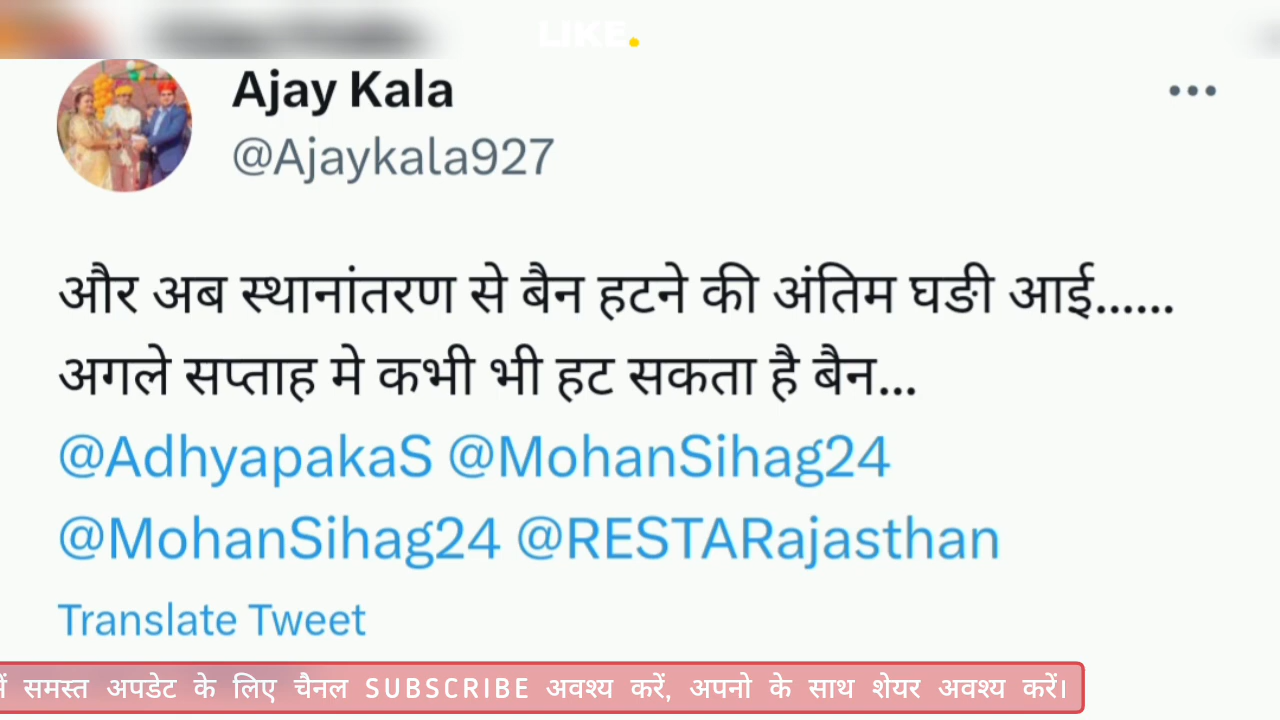 LIKE.
Ajay Kala
@Ajaykala927
और अब स्थानांतरण से बैन हटने की अंतिम घडी आई......
अगले सप्ताह मे कभी भी हट सकता है बैन...
@AdhyapakaS @MohanSihag24
@MohanSihag24 @RESTARajasthan
Translate Tweet
समस्त अपडेट के लिए चैनल SUBSCRIBE अवश्य करें, अपनो के साथ शेयर अवश्य करें।